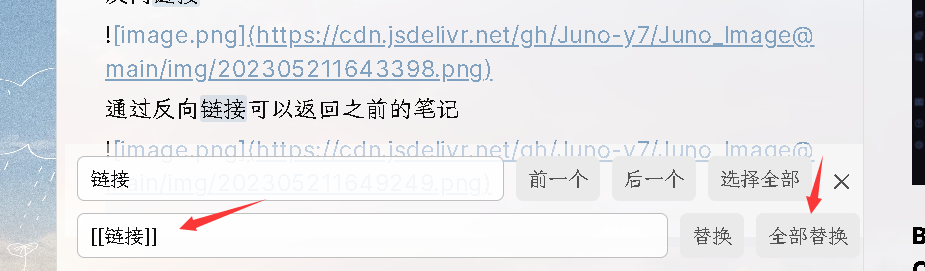 ![image.png](https://cdn.jsdelivr.net/gh/Juno-y7/Juno_Image@
main/img/202305211643398.png)
通过反向链接可以返回之前的笔记
![image.png](https://cdn.jsdelivr.net/gh/Juno-y7/Juno_Image@
main/img/202305211649249.png)
链接 前一个 后一个 选择全部 ×
[[链接]] 替换 全部替换